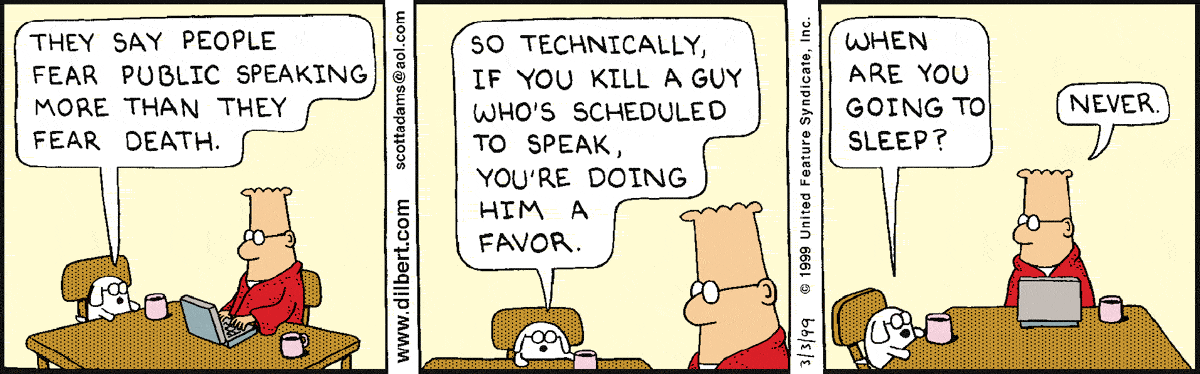 THEY SAY PEOPLE
FEAR PUBLIC SPEAKING
MORE THAN THEY
FEAR DEATH.
www.dilbert.com
scottadams@aol.com
SO TECHNICALLY,
IF YOU KILL A GUY
WHO'S SCHEDULED
TO SPEAK,
YOU'RE DOING
HIM A
FAVOR.
3/3/99
© 1999 United Feature Syndicate, Inc.
WHEN
ARE YOU
GOING TO
SLEEP?
NEVER.